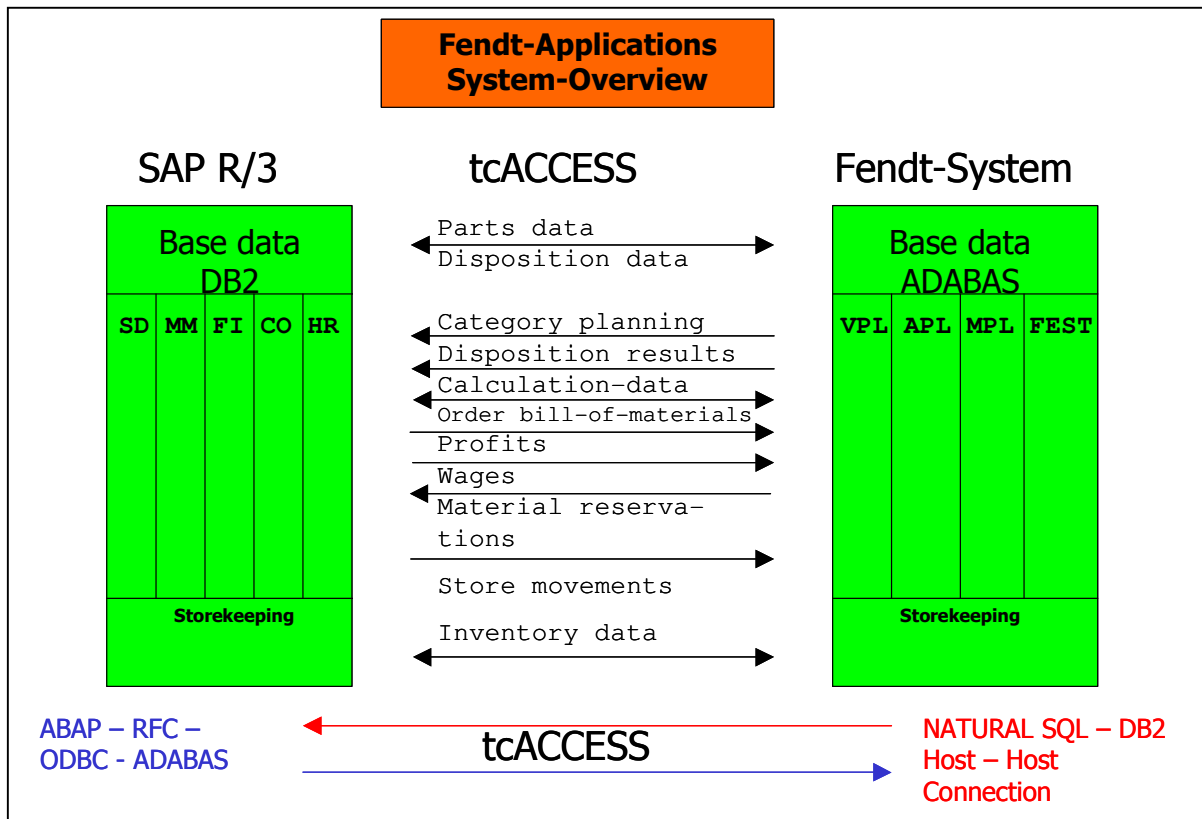 Fendt-Applications
System-Overview
SAP R/3
tcACCESS
Fendt-System
Base data
DB2
SD MM FI CO HR
Storekeeping
Parts data
Disposition data
Category planning
Disposition results
Calculation-data
Order bill-of-materials
Profits
Wages
Material reserva-
tions
Store movements
Inventory data
Base data
ADABAS
VPL APL MPL FEST
Storekeeping
ABAP – RFC –
ODBC - ADABAS
tcACCESS
NATURAL SQL – DB2
Host – Host
Connection